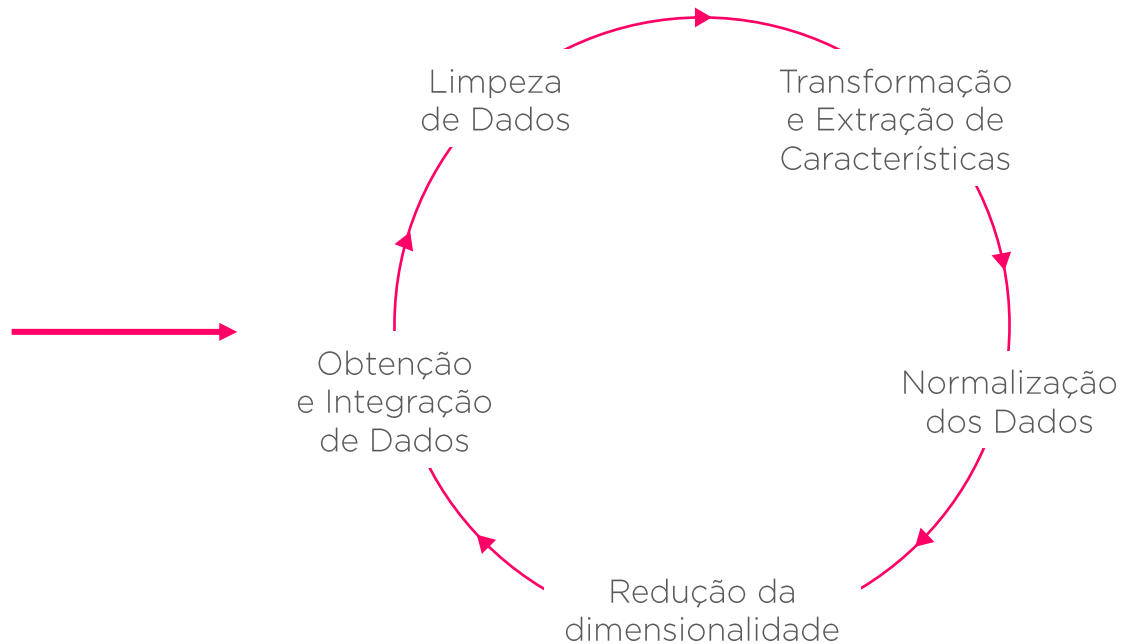 Limpeza
de Dados
Transformação
e Extração de
Características
Obtenção
e Integração
de Dados
Normalização
dos Dados
Redução da
dimensionalidade